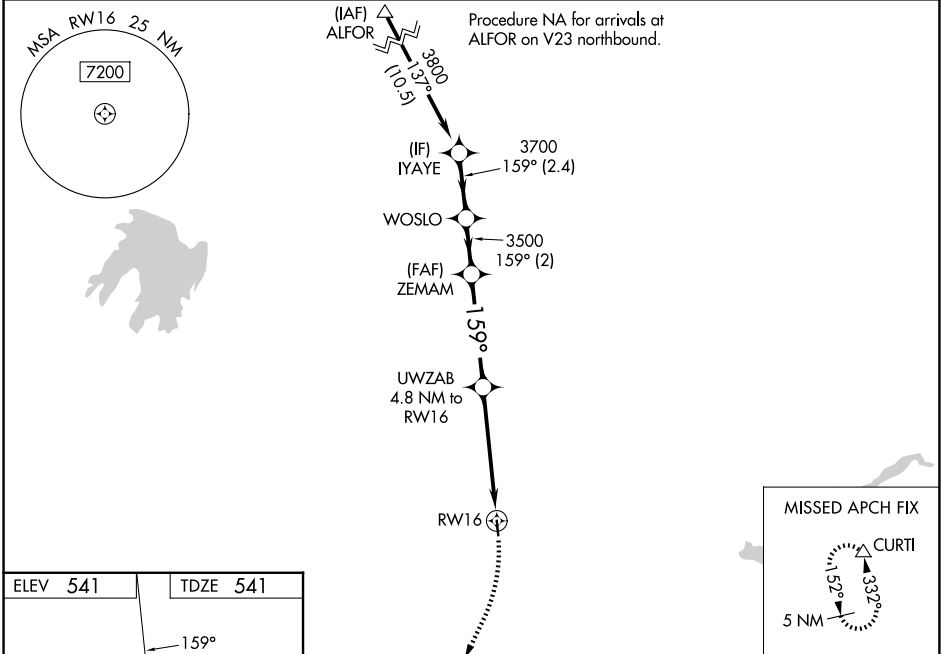 MSA RW16 25 NM
7200
(IAF)
ALFOR
Procedure NA for arrivals at
ALFOR on V23 northbound.
3800
137°
(10.5)
(IF)
IYAYE
3700
159° (2.4)
WOSLO
3500
159° (2)
(FAF)
ZEMAM
159°
UWZAB
4.8 NM to
RW16
RW16
MISSED APCH FIX
CURTI
152°
332°
5 NM
ELEV 541
TDZE 541
159°